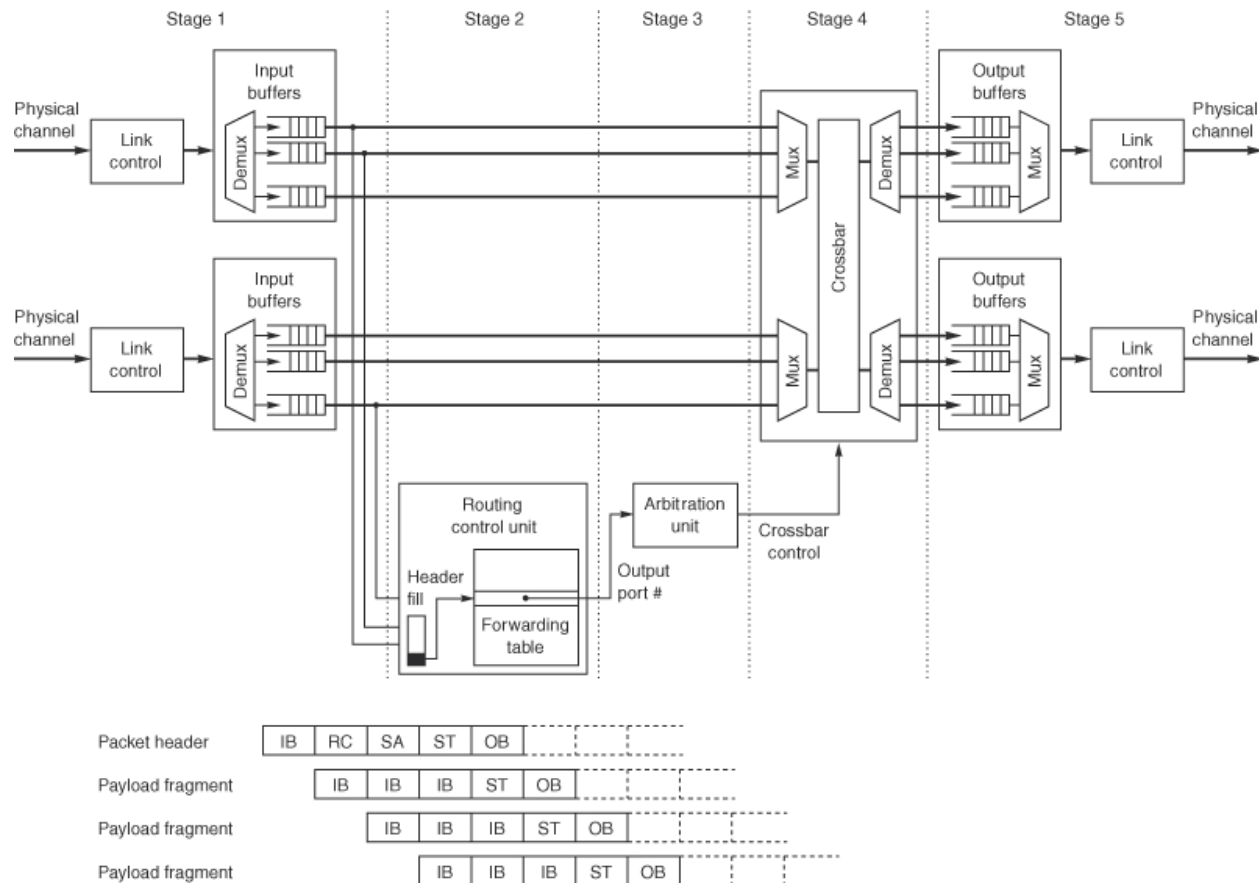 Stage 1
Stage 2
Stage 3
Stage 4
Stage 5
Physical
channel
Link
control
Input
buffers
Demux
Mux
Crossbar
Demux
Output
buffers
Mux
Link
control
Physical
channel
Physical
channel
Link
control
Input
buffers
Demux
Mux
Demux
Output
buffers
Mux
Link
control
Physical
channel
Routing
control unit
Header
fill
Forwarding
table
Output
port #
Arbitration
unit
Crossbar
control
Packet header IB RC SA ST OB
Payload fragment IB IB IB ST OB
Payload fragment IB IB IB ST OB
Payload fragment IB IB IB ST OB